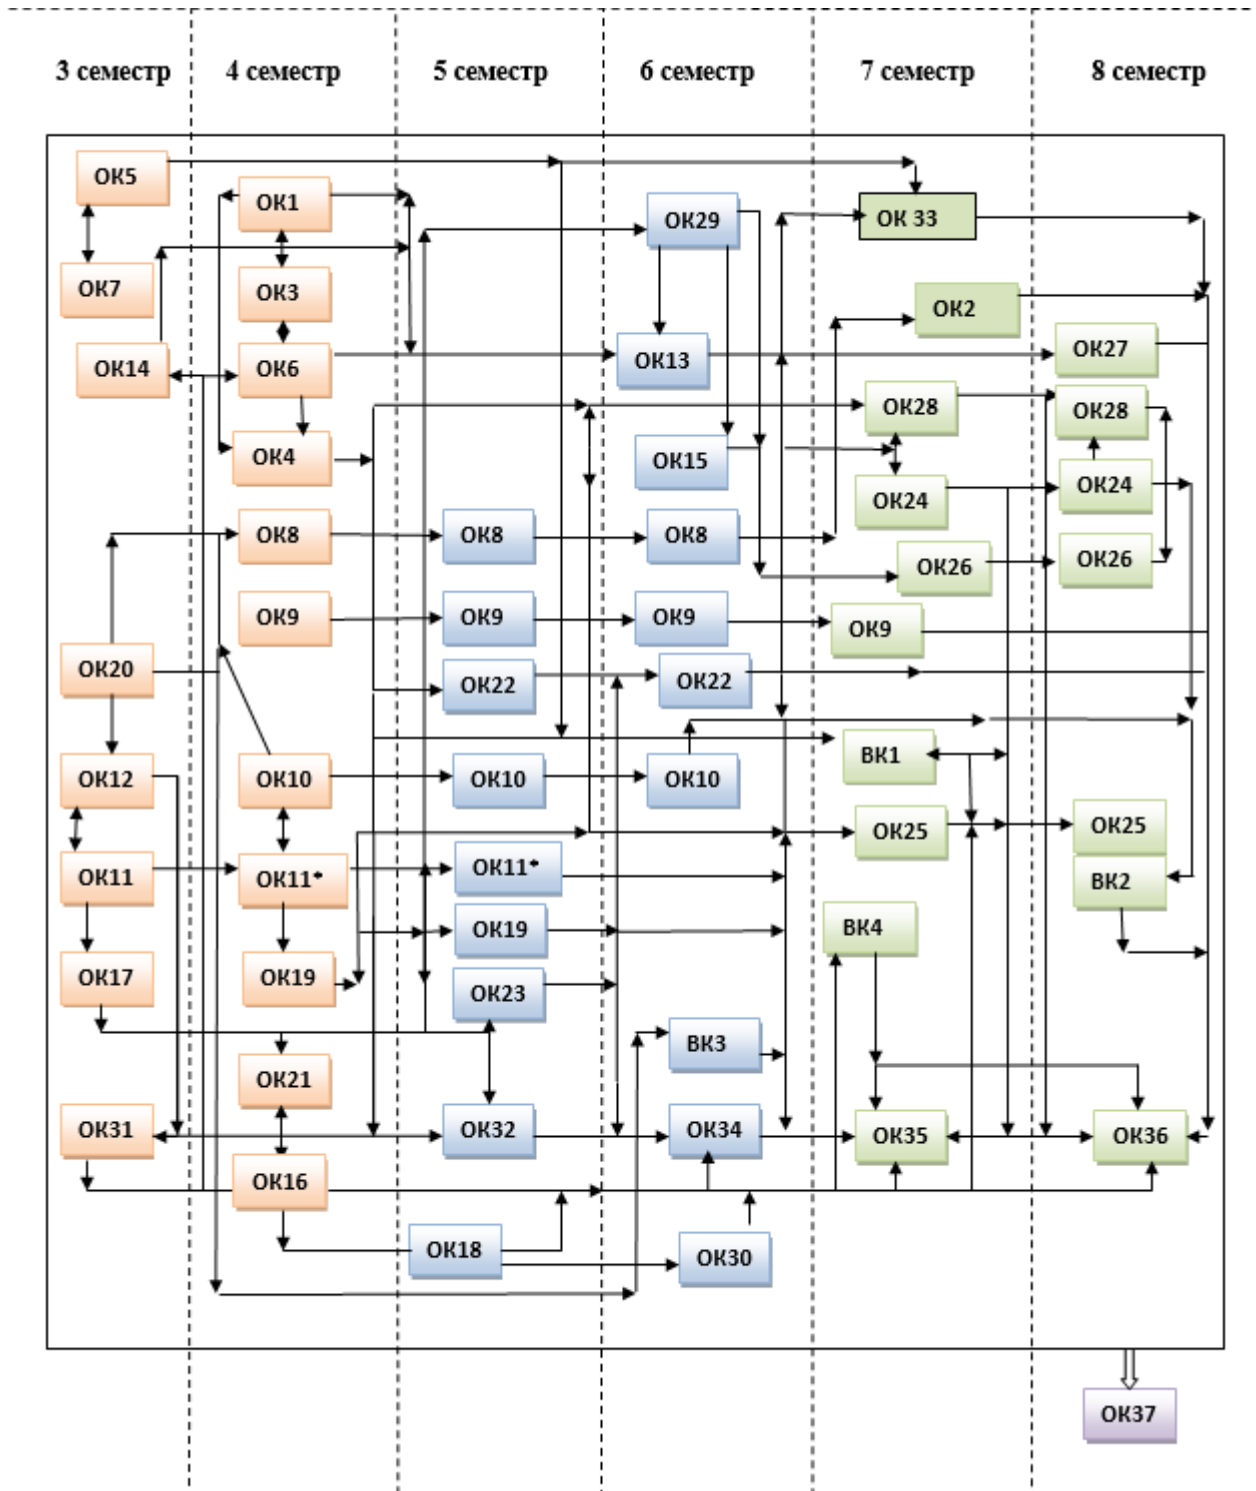 3 семестр
4 семестр
5 семестр
6 семестр
7 семестр
8 семестр
ОК5
ОК7
ОК14
ОК20
ОК12
ОК11
ОК17
ОК31
ОК1
ОК3
ОК6
ОК4
ОК8
ОК9
ОК10
ОК11*
ОК19
ОК21
ОК16
ОК8
ОК9
ОК22
ОК10
ОК11*
ОК19
ОК23
ОК32
ОК18
ОК29
ОК13
ОК15
ОК8
ОК9
ОК22
ОК10
ВК3
ОК34
ОК30
ОК 33
ОК2
ОК28
ОК24
ОК26
ОК9
ВК1
ОК25
ВК4
ОК35
ОК27
ОК28
ОК24
ОК26
ОК25
ВК2
ОК36
ОК37